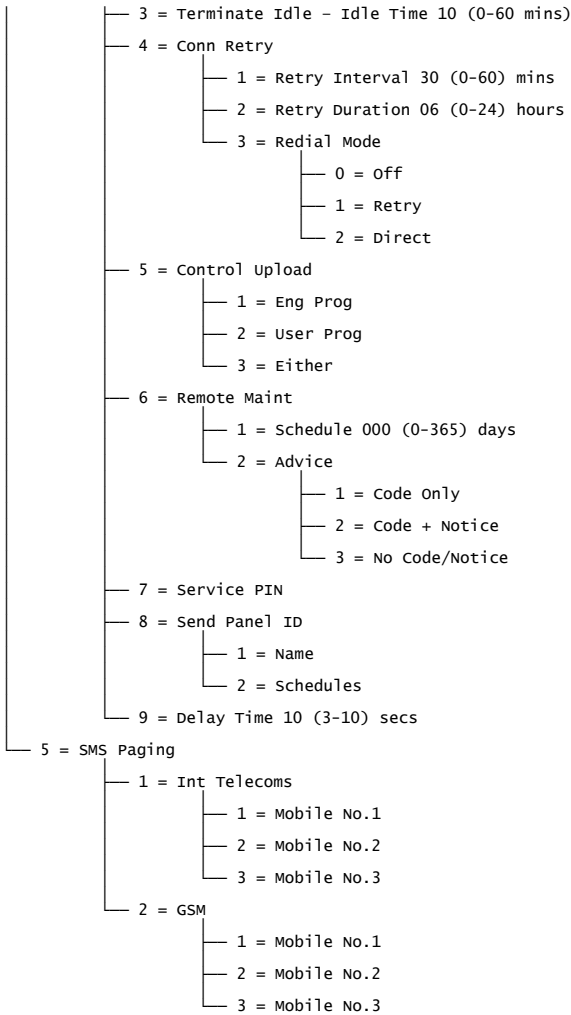 3 = Terminate Idle – Idle Time 10 (0-60 mins)
4 = Conn Retry
1 = Retry Interval 30 (0-60) mins
2 = Retry Duration 06 (0-24) hours
3 = Redial Mode
0 = Off
1 = Retry
2 = Direct
5 = Control Upload
1 = Eng Prog
2 = User Prog
3 = Either
6 = Remote Maint
1 = Schedule 000 (0-365) days
2 = Advice
1 = Code Only
2 = Code + Notice
3 = No Code/Notice
7 = Service PIN
8 = Send Panel ID
1 = Name
2 = Schedules
9 = Delay Time 10 (3-10) secs
5 = SMS Paging
1 = Int Telecoms
1 = Mobile No.1
2 = Mobile No.2
3 = Mobile No.3
2 = GSM
1 = Mobile No.1
2 = Mobile No.2
3 = Mobile No.3